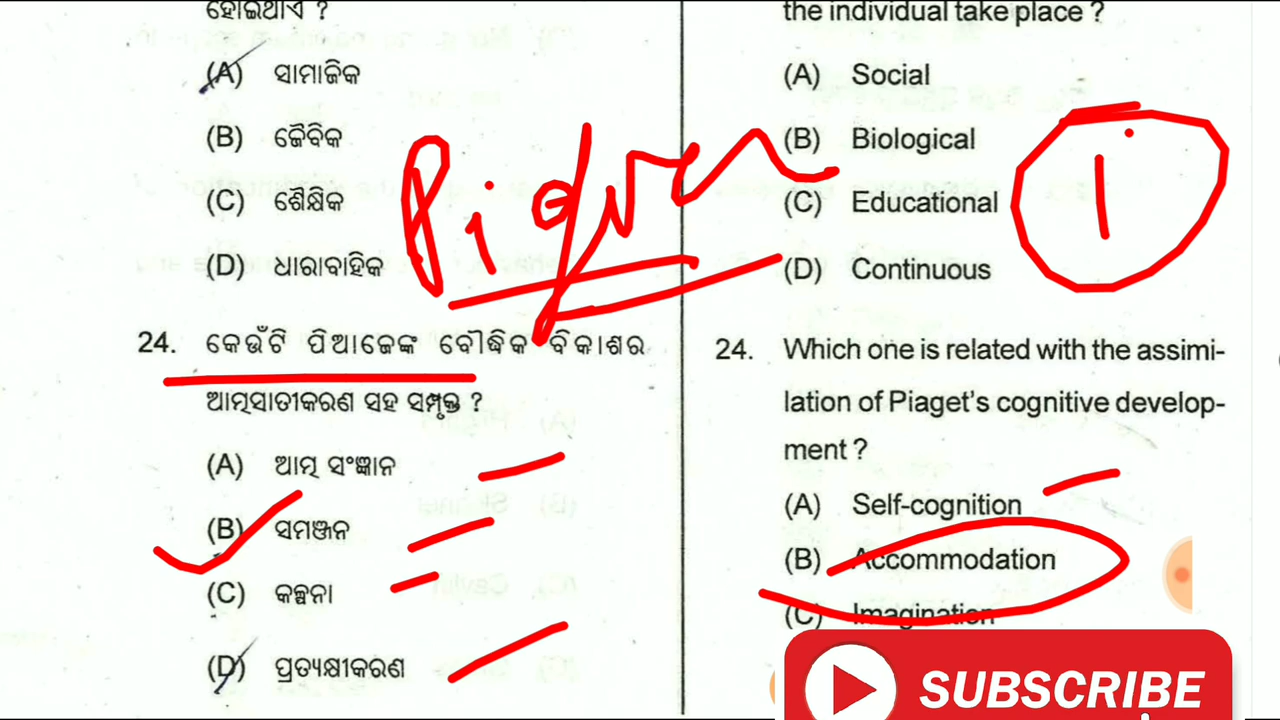 ହୋଇଥାଏ ?
(A) ସାମାଜିକ
(B) ଜୈବିକ
(C) ଶୈକ୍ଷିକ
(D) ଧାରାବାହିକ
24. କେଉଁଟି ପିଆଜେଙ୍କ ବୌଦ୍ଧିକ ବିକାଶର
ଆତ୍ମସାତୀକରଣ ସହ ସମ୍ପୃକ୍ତ ?
(A) ଆତ୍ମ ସଂଜ୍ଞାନ
(B) ସମଞ୍ଜନ
(C) କଳ୍ପନା
(D) ପ୍ରତ୍ୟକ୍ଷୀକରଣ
the individual take place ?
(A) Social
(B) Biological
(C) Educational
(D) Continuous
1
24. Which one is related with the assimi-
lation of Piaget's cognitive develop-
ment ?
(A) Self-cognition
(B) Accommodation
(C) Imagination
SUBSCRIBE